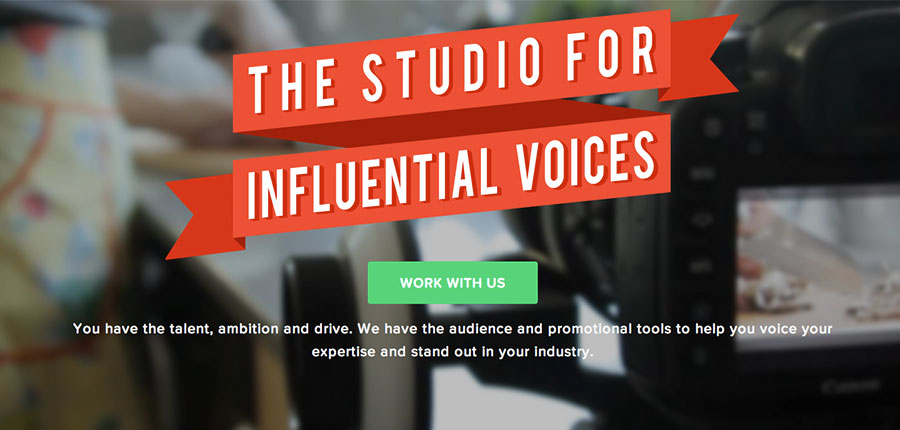 THE STUDIO FOR
INFLUENTIAL VOICES
WORK WITH US
You have the talent, ambition and drive. We have the audience and promotional tools to help you voice your
expertise and stand out in your industry.
Canon